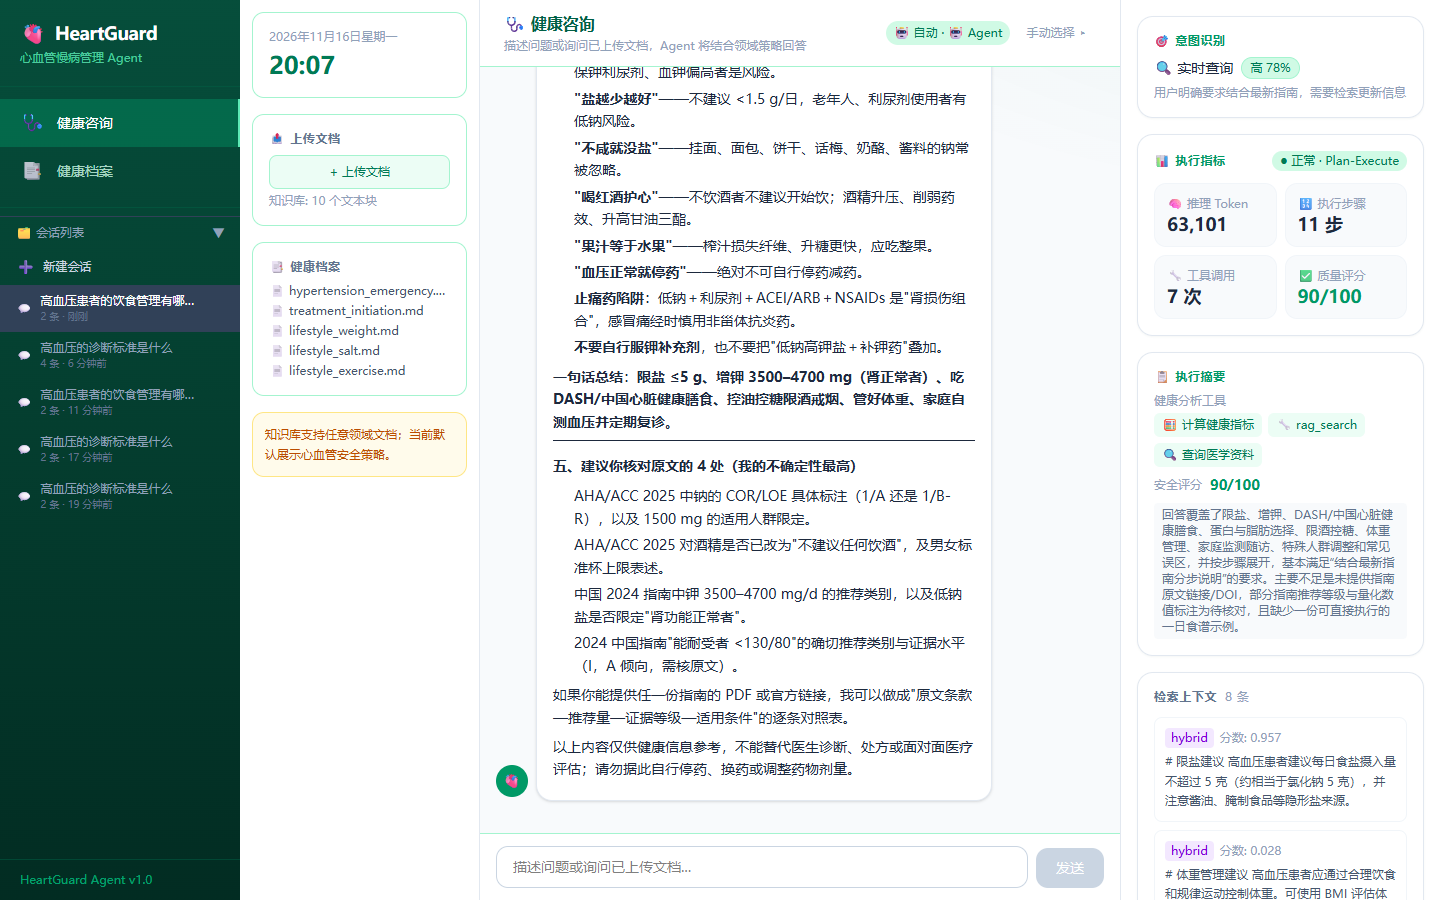 HeartGuard
心血管慢病管理 Agent
健康咨询
健康档案
会话列表
新建会话
高血压患者的饮食管理有哪...
2 条 · 刚刚
高血压的诊断标准是什么
4 条 · 6 分钟前
高血压患者的饮食管理有哪...
2 条 · 11 分钟前
高血压的诊断标准是什么
2 条 · 17 分钟前
高血压的诊断标准是什么
2 条 · 19 分钟前
HeartGuard Agent v1.0
2026年11月16日星期一
20:07
上传文档
+ 上传文档
知识库: 10 个文本块
健康档案
hypertension_emergency....
treatment_initiation.md
lifestyle_weight.md
lifestyle_salt.md
lifestyle_exercise.md
知识库支持任意领域文档；当前默
认展示心血管安全策略。
健康咨询
描述问题或询问已上传文档，Agent 将结合领域策略回答
自动 · Agent
手动选择 ▸
保钾利尿剂、血钾偏高者是风险。
"盐越少越好"——不建议 <1.5 g/日，老年人、利尿剂使用者有
低钠风险。
"不咸就没盐"——挂面、面包、饼干、话梅、奶酪、酱料的钠常
被忽略。
"喝红酒护心"——不饮酒者不建议开始饮；酒精升压、削弱药
效、升高甘油三酯。
"果汁等于水果"——榨汁损失纤维、升糖更快，应吃整果。
"血压正常就停药"——绝对不可自行停药减药。
止痛药陷阱：低钠＋利尿剂＋ACEI/ARB＋NSAIDs 是"肾损伤组
合"，感冒痛经时慎用非甾体抗炎药。
不要自行服钾补充剂，也不要把"低钠高钾盐＋补钾药"叠加。
一句话总结：限盐 ≤5 g、增钾 3500–4700 mg（肾正常者）、吃
DASH/中国心脏健康膳食、控油控糖限酒戒烟、管好体重、家庭自
测血压并定期复诊。
五、建议你核对原文的 4 处（我的不确定性最高）
AHA/ACC 2025 中钠的 COR/LOE 具体标注（1/A 还是 1/B-
R），以及 1500 mg 的适用人群限定。
AHA/ACC 2025 对酒精是否已改为"不建议任何饮酒"，及男女标
准杯上限表述。
中国 2024 指南中钾 3500–4700 mg/d 的推荐类别，以及低钠
盐是否限定"肾功能正常者"。
2024 中国指南"能耐受者 <130/80"的确切推荐类别与证据水平
（I，A 倾向，需核原文）。
如果你能提供任一份指南的 PDF 或官方链接，我可以做成"原文条款
—推荐量—证据等级—适用条件"的逐条对照表。
以上内容仅供健康信息参考，不能替代医生诊断、处方或面对面医疗
评估；请勿据此自行停药、换药或调整药物剂量。
描述问题或询问已上传文档...
发送
意图识别
实时查询 高 78%
用户明确要求结合最新指南，需要检索更新信息
执行指标
● 正常 · Plan-Execute
推理 Token
63,101
执行步骤
11 步
工具调用
7 次
质量评分
90/100
执行摘要
健康分析工具
计算健康指标
rag_search
查询医学资料
安全评分 90/100
回答覆盖了限盐、增钾、DASH/中国心脏健
康膳食、蛋白与脂肪选择、限酒控糖、体重
管理、家庭监测随访、特殊人群调整和常见
误区，并按步骤展开，基本满足“结合最新指
南分步说明”的要求。主要不足是未提供指南
原文链接/DOI，部分指南推荐等级与量化数
值标注为待核对，且缺少一份可直接执行的
一日食谱示例。
检索上下文 8 条
hybrid 分数: 0.957
# 限盐建议 高血压患者建议每日食盐摄入量
不超过 5 克（约相当于氯化钠 5 克），并
注意酱油、腌制食品等隐形盐来源。
hybrid 分数: 0.028
# 体重管理建议 高血压患者应通过合理饮食
和规律运动控制体重。可使用 BMI 评估体